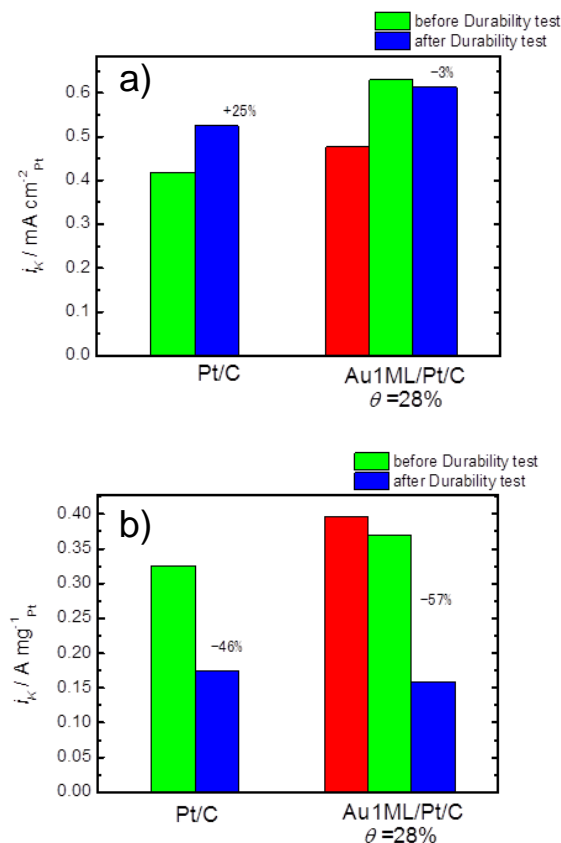 before Durability test
after Durability test
a)
+25%
−3%
0.6
0.5
0.4
0.3
0.2
0.1
0.0
iK / mA cm-2Pt
Pt/C
Au1ML/Pt/C
θ =28%
before Durability test
after Durability test
b)
−46%
−57%
0.40
0.35
0.30
0.25
0.20
0.15
0.10
0.05
0.00
iK / A mg-1Pt
Pt/C
Au1ML/Pt/C
θ =28%